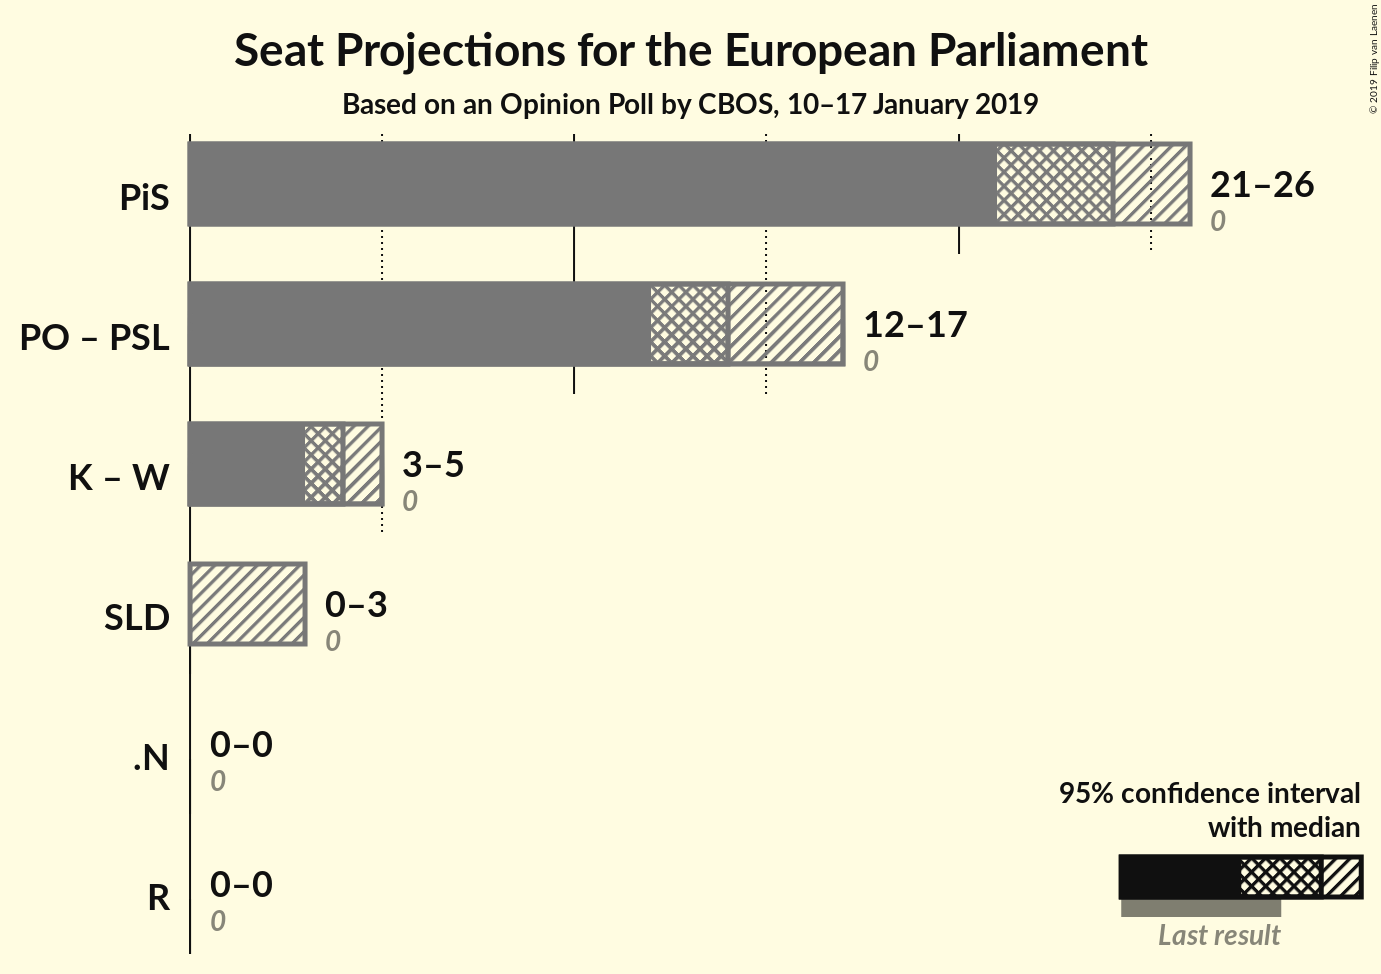 Seat Projections for the European Parliament
Based on an Opinion Poll by CBOS, 10–17 January 2019
© 2019 Filip van Laenen
PiS
21–26
0
PO – PSL
12–17
0
K – W
3–5
0
SLD
0–3
0
.N
0–0
0
R
0–0
0
95% confidence interval
with median
Last result